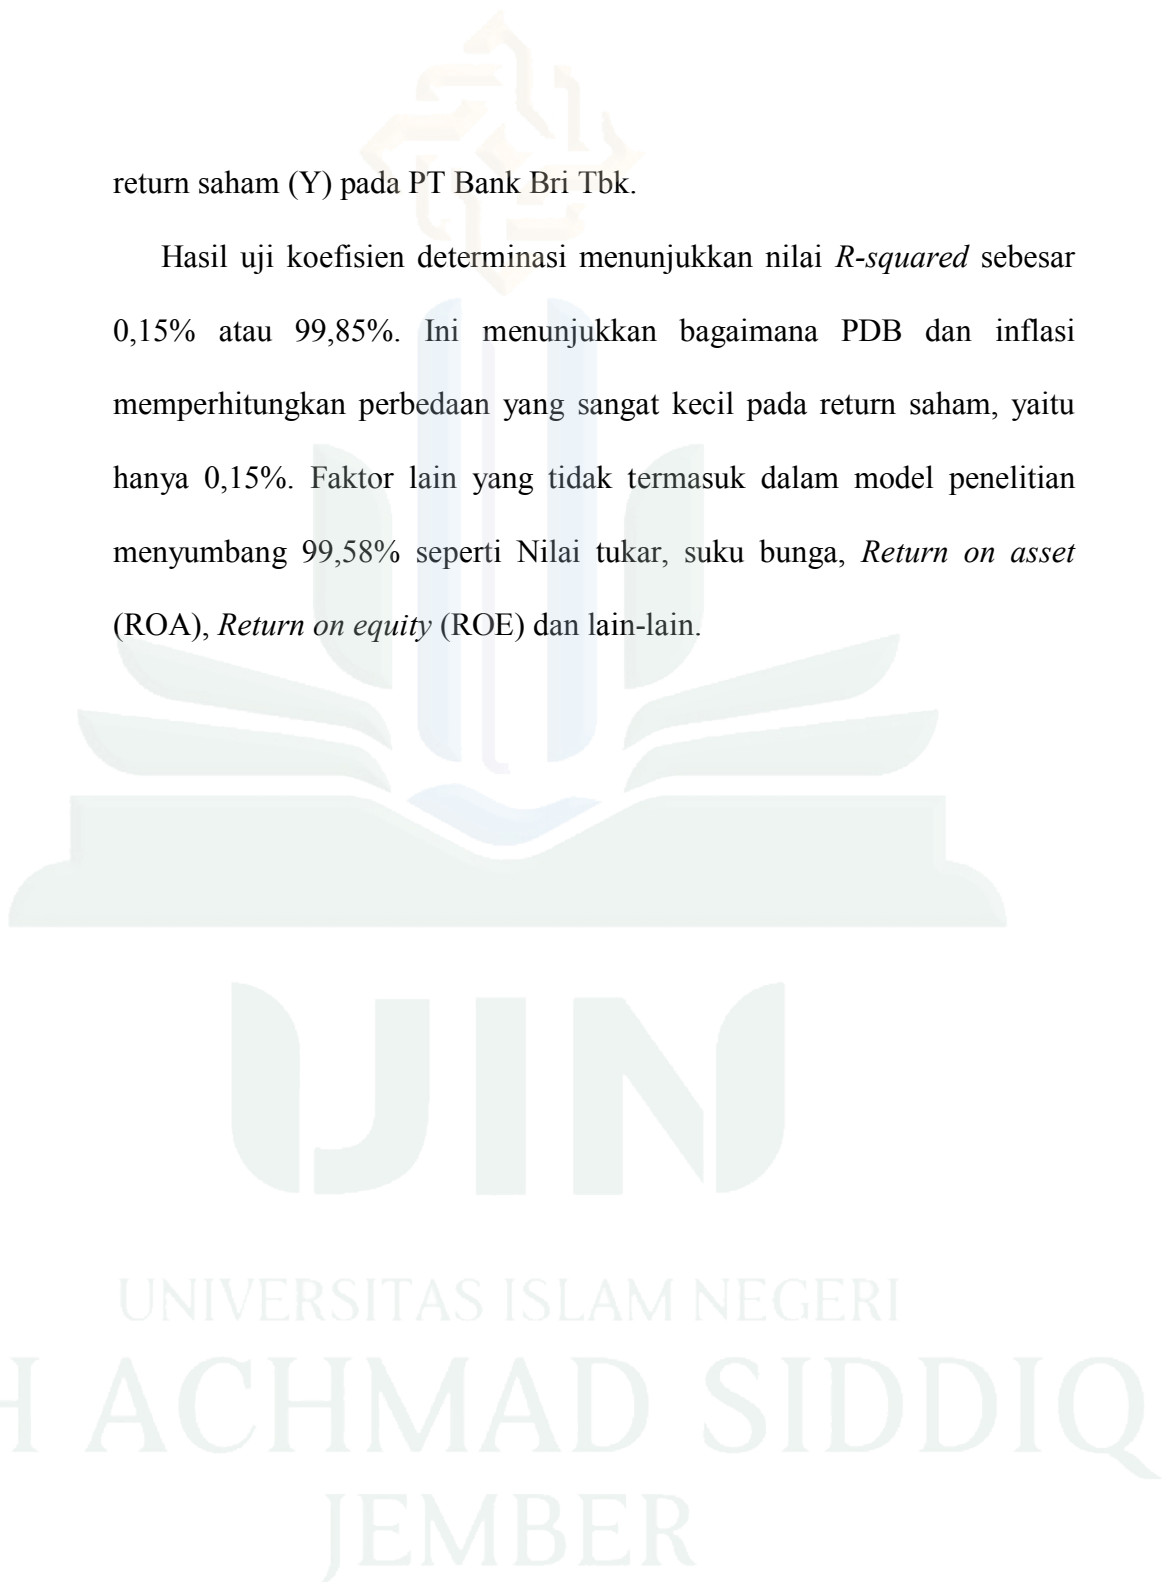 return saham (Y) pada PT Bank Bri Tbk.
Hasil uji koefisien determinasi menunjukkan nilai R-squared sebesar
0,15% atau 99,85%. Ini menunjukkan bagaimana PDB dan inflasi
memperhitungkan perbedaan yang sangat kecil pada return saham, yaitu
hanya 0,15%. Faktor lain yang tidak termasuk dalam model penelitian
menyumbang 99,58% seperti Nilai tukar, suku bunga, Return on asset
(ROA), Return on equity (ROE) dan lain-lain.
UIN
UNIVERSITAS ISLAM NEGERI
H ACHMAD SIDDIQ
JEMBER